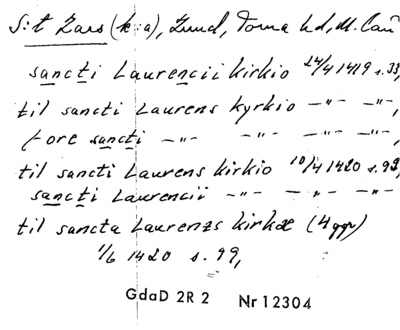 S:t Lars (k:a), Lund, Torna hd, M. Län
sancti Laurencii kirkio 24/4 1419 s. 33,
til sancti Laurens kyrkio -"- -"-,
fore sancti -"- -"- -"-,
til sancti Laurens kirkio 10/4 1420 s. 92,
sancti Laurencii -"- -"- -"-
til sancta Laurenzs kirkæ (4 ggr)
1/6 1420 s. 99,
GdaD 2R 2 Nr 12304